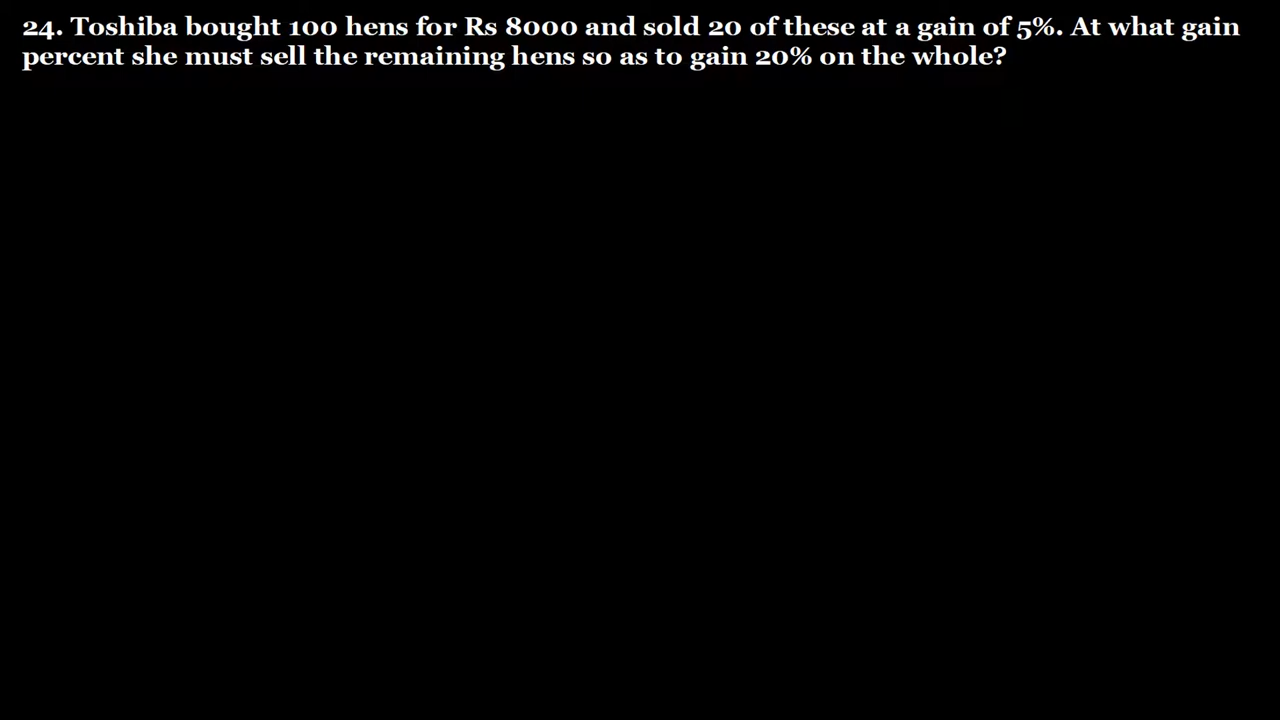 24. Toshiba bought 100 hens for Rs 8000 and sold 20 of these at a gain of 5%. At what gain
percent she must sell the remaining hens so as to gain 20% on the whole?